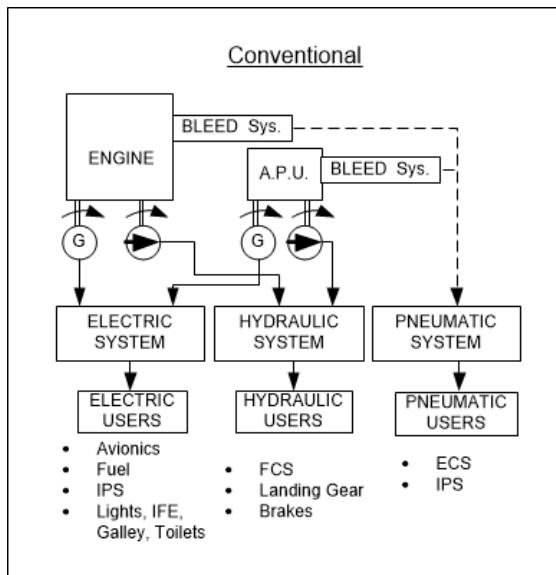 Conventional
BLEED Sys.
ENGINE
A.P.U.
BLEED Sys.
G
G
ELECTRIC
SYSTEM
HYDRAULIC
SYSTEM
PNEUMATIC
SYSTEM
ELECTRIC
USERS
HYDRAULIC
USERS
PNEUMATIC
USERS
• Avionics
• Fuel
• IPS
• Lights, IFE,
Galley, Toilets
• FCS
• Landing Gear
• Brakes
• ECS
• IPS